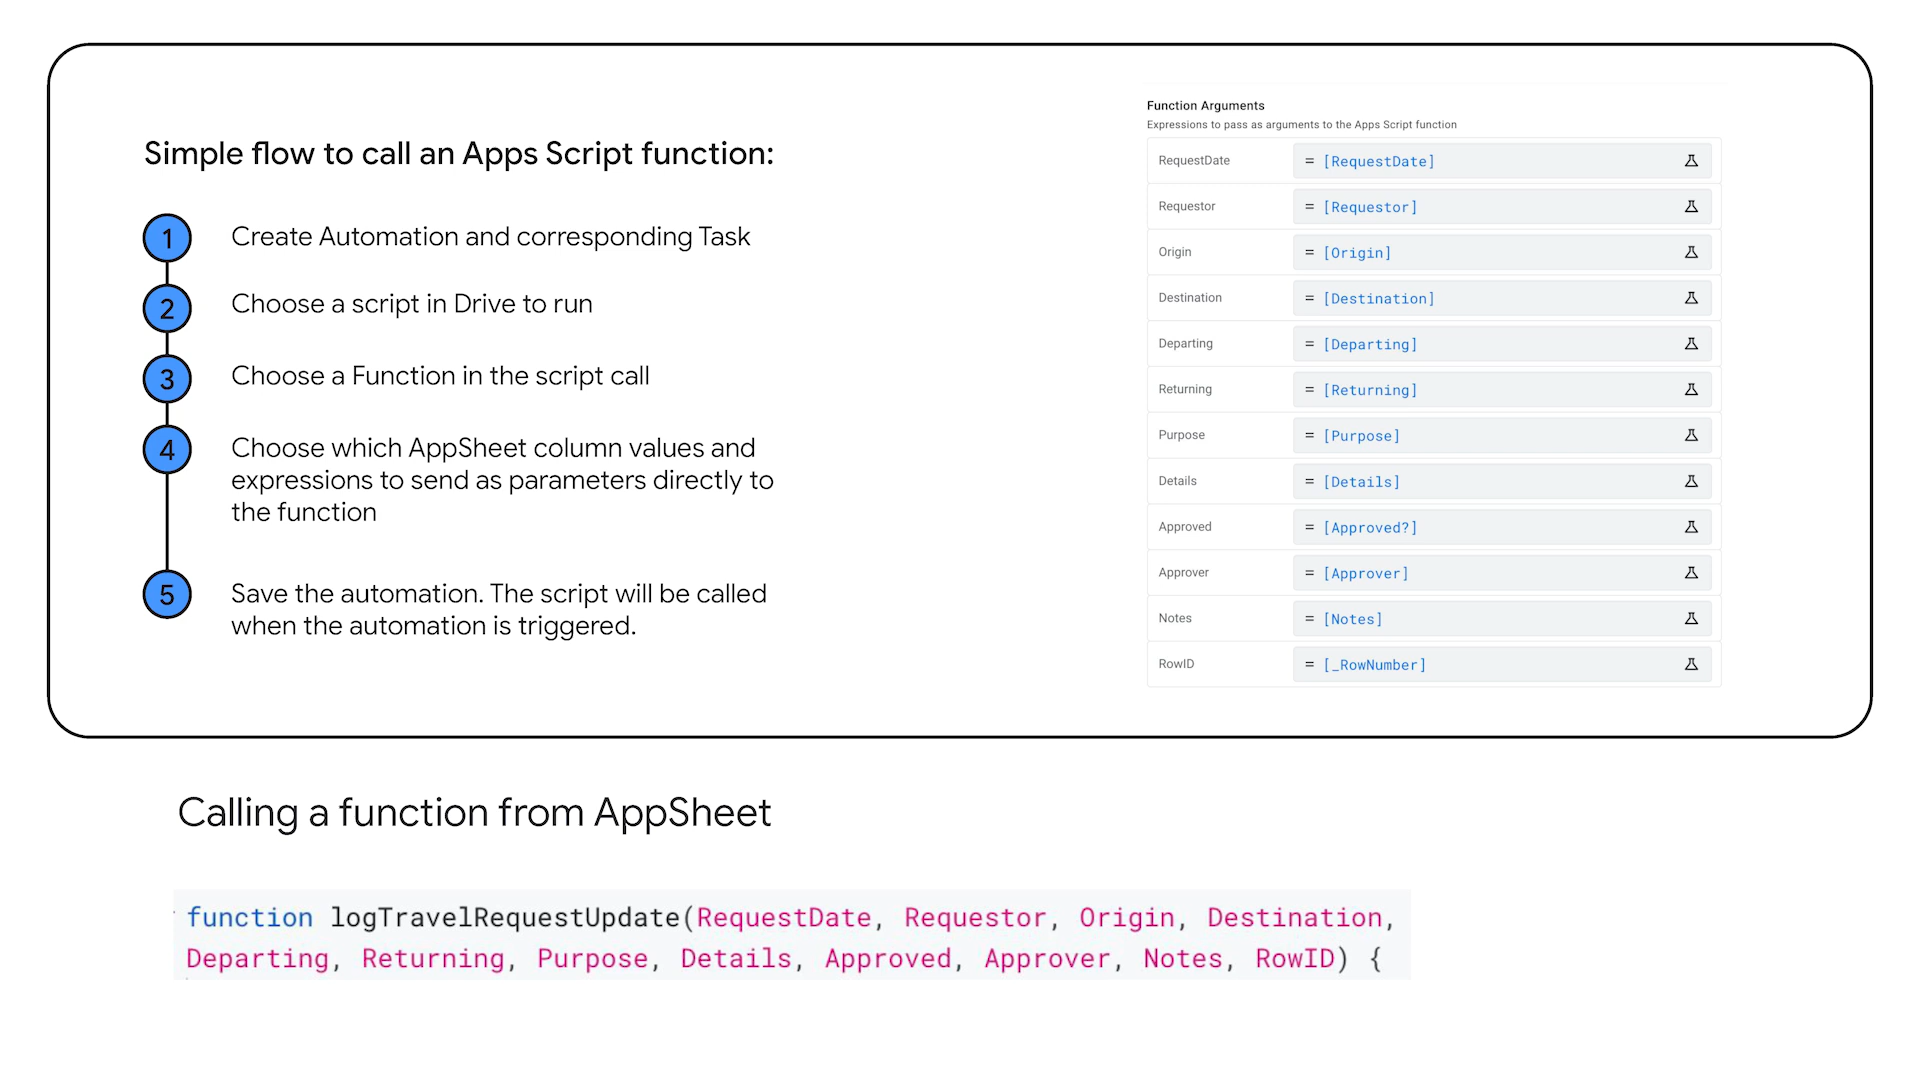 Simple flow to call an Apps Script function:
1 Create Automation and corresponding Task
2 Choose a script in Drive to run
3 Choose a Function in the script call
4 Choose which AppSheet column values and
expressions to send as parameters directly to
the function
5 Save the automation. The script will be called
when the automation is triggered.
Function Arguments
Expressions to pass as arguments to the Apps Script function
RequestDate = [RequestDate]
Requestor = [Requestor]
Origin = [Origin]
Destination = [Destination]
Departing = [Departing]
Returning = [Returning]
Purpose = [Purpose]
Details = [Details]
Approved = [Approved?]
Approver = [Approver]
Notes = [Notes]
RowID = [_RowNumber]
Calling a function from AppSheet
function logTravelRequestUpdate(RequestDate, Requestor, Origin, Destination,
Departing, Returning, Purpose, Details, Approved, Approver, Notes, RowID) {